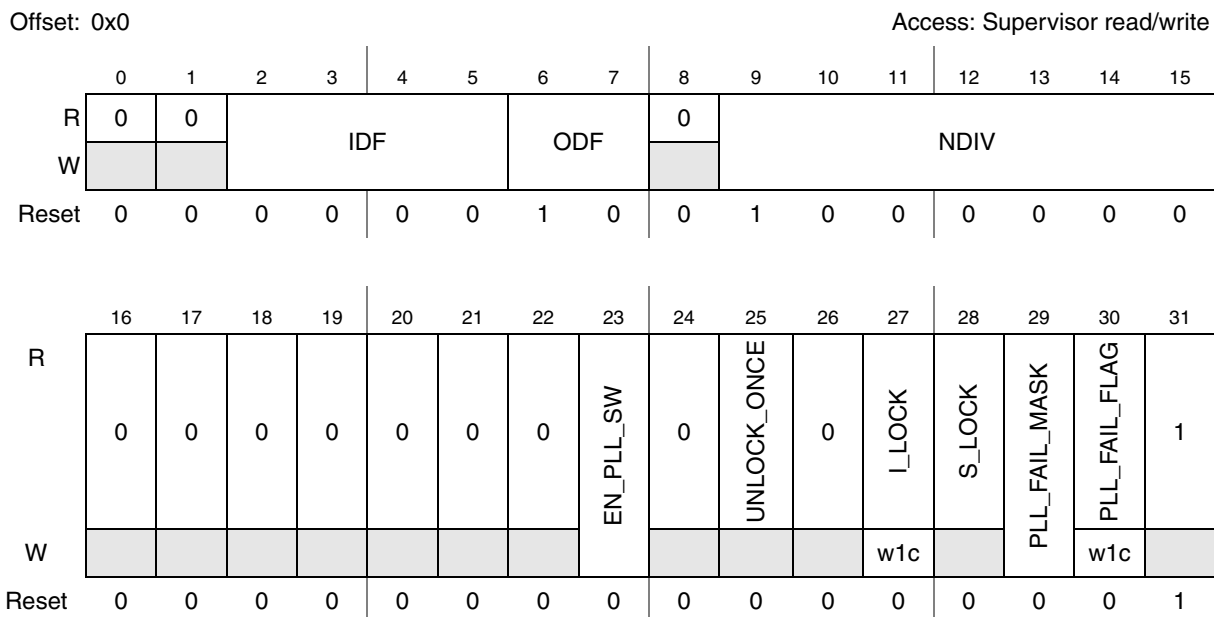 Offset: 0x0 Access: Supervisor read/write
0 1 2 3 4 5 6 7 8 9 10 11 12 13 14 15
R 0 0 IDF ODF 0 NDIV
W
Reset 0 0 0 0 0 0 1 0 0 1 0 0 0 0 0 0
16 17 18 19 20 21 22 23 24 25 26 27 28 29 30 31
R 0 0 0 0 0 0 0 EN_PLL_SW 0 UNLOCK_ONCE 0 I_LOCK S_LOCK PLL_FAIL_MASK PLL_FAIL_FLAG 1
W w1c w1c
Reset 0 0 0 0 0 0 0 0 0 0 0 0 0 0 0 1